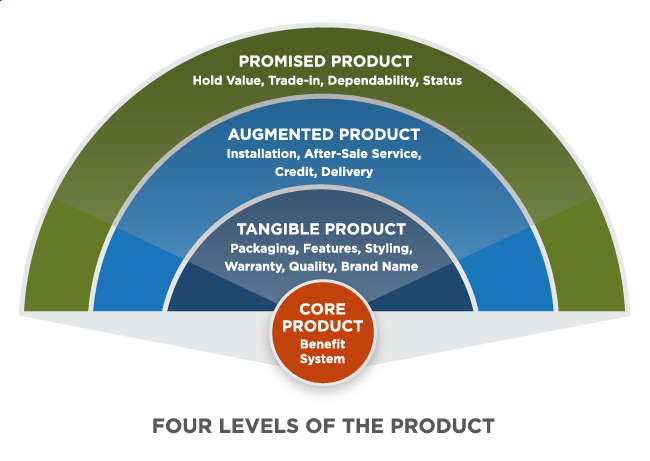 PROMISED PRODUCT
Hold Value, Trade-in, Dependability, Status
AUGMENTED PRODUCT
Installation, After-Sale Service,
Credit, Delivery
TANGIBLE PRODUCT
Packaging, Features, Styling,
Warranty, Quality, Brand Name
CORE
PRODUCT
Benefit
System
FOUR LEVELS OF THE PRODUCT